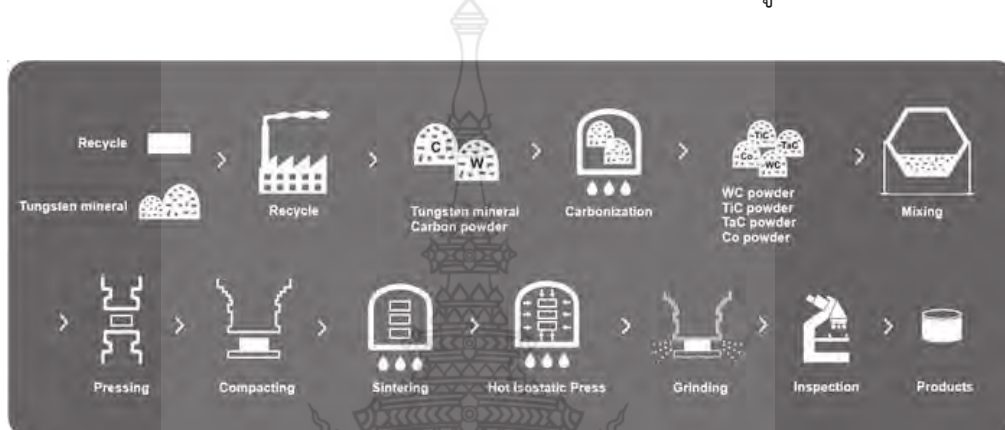 Recycle
Tungsten mineral
Recycle
C
W
Tungsten mineral
Carbon powder
Carbonization
TiC
TaC
Co
WC
WC powder
TiC powder
TaC powder
Co powder
Mixing
Pressing
Compacting
Sintering
Hot Isostatic Press
Grinding
Inspection
Products